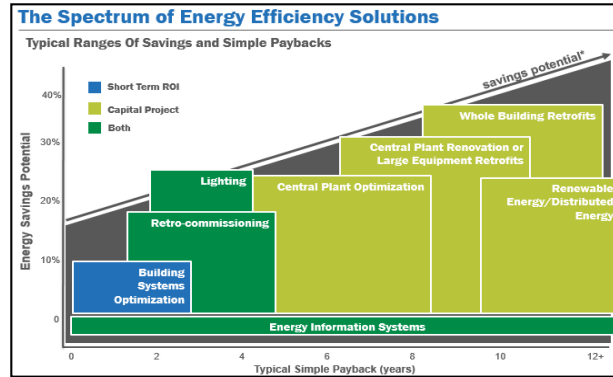 The Spectrum of Energy Efficiency Solutions
Typical Ranges Of Savings and Simple Paybacks
savings potential*
Short Term ROI
Capital Project
Both
Energy Savings Potential
40%
30%
20%
10%
0
Whole Building Retrofits
Central Plant Renovation or
Large Equipment Retrofits
Lighting
Central Plant Optimization
Renewable
Energy/Distributed
Energy
Retro-commissioning
Building
Systems
Optimization
Energy Information Systems
0 2 4 6 8 10 12+
Typical Simple Payback (years)